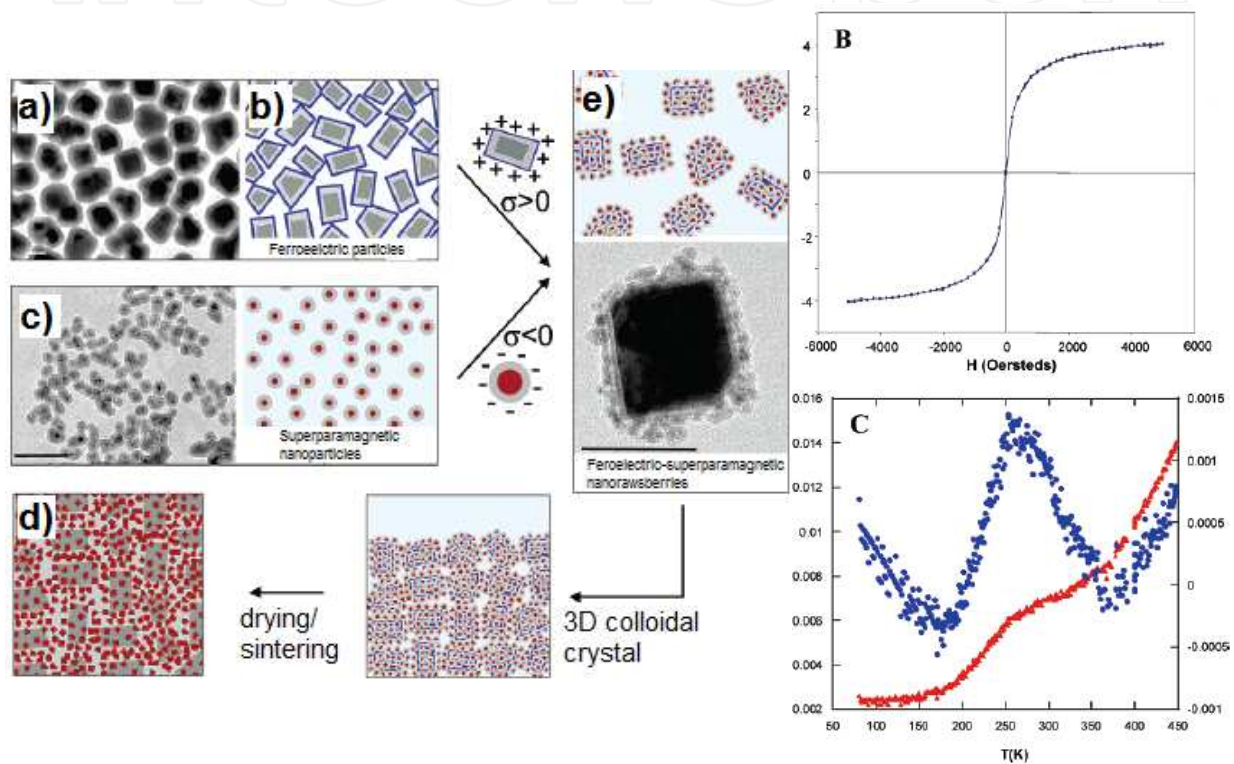 a)
b)
Ferroeelctric particles
c)
Superparamagnetic
nanoparticles
+ + + + + + + + + + +
σ>0
σ<0
e)
Feroelectric-superparamagnetic
nanorawsberries
d)
drying/
sintering
3D colloidal
crystal
B
4
2
0
-2
-4
-6000 -4000 -2000 0 2000 4000 6000
H (Oersteds)
C
0.016
0.014
0.012
0.01
0.008
0.006
0.004
0.002
0.0015
0.001
0.0005
0
-0.0005
-0.001
50 100 150 200 250 300 350 400 450
T(K)